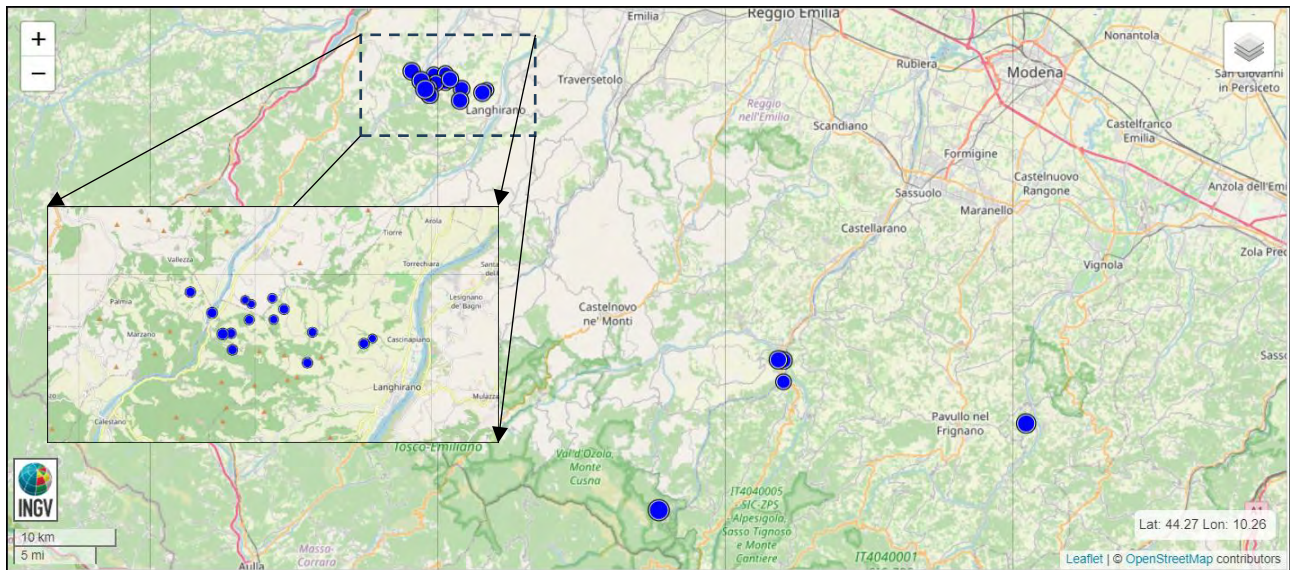 +
−
Emilia
Reggio Emilia
Nonantola
Traversetolo
Rubiera
Modena
San Giovanni
in Persiceto
Langhirano
Reggio
nell'Emilia
Scandiano
Castelfranco
Emilia
Formigine
Castelnuovo
Rangone
Anzola dell'Emi
Sassuolo
Maranello
Castellarano
Zola Pred
Vignola
Arola
Tiorre
Vallezza
Torrechiara
Santa
Palmia
Lesignano
de' Bagni
Marzano
Cascinapiano
Langhirano
Mulazza
Calestano
Castelnovo
ne' Monti
Sasso
Pavullo nel
Frignano
Tosco-Emiliano
Val d'Ozola,
Monte
Cusna
IT4040005
SIC-ZPS
Alpesigola,
Sasso Tignoso
e Monte
Cantiere
IT4040001
INGV
10 km
5 mi
Massa-
Carrara
Aulla
A1
Lat: 44.27 Lon: 10.26
Leaflet | © OpenStreetMap contributors